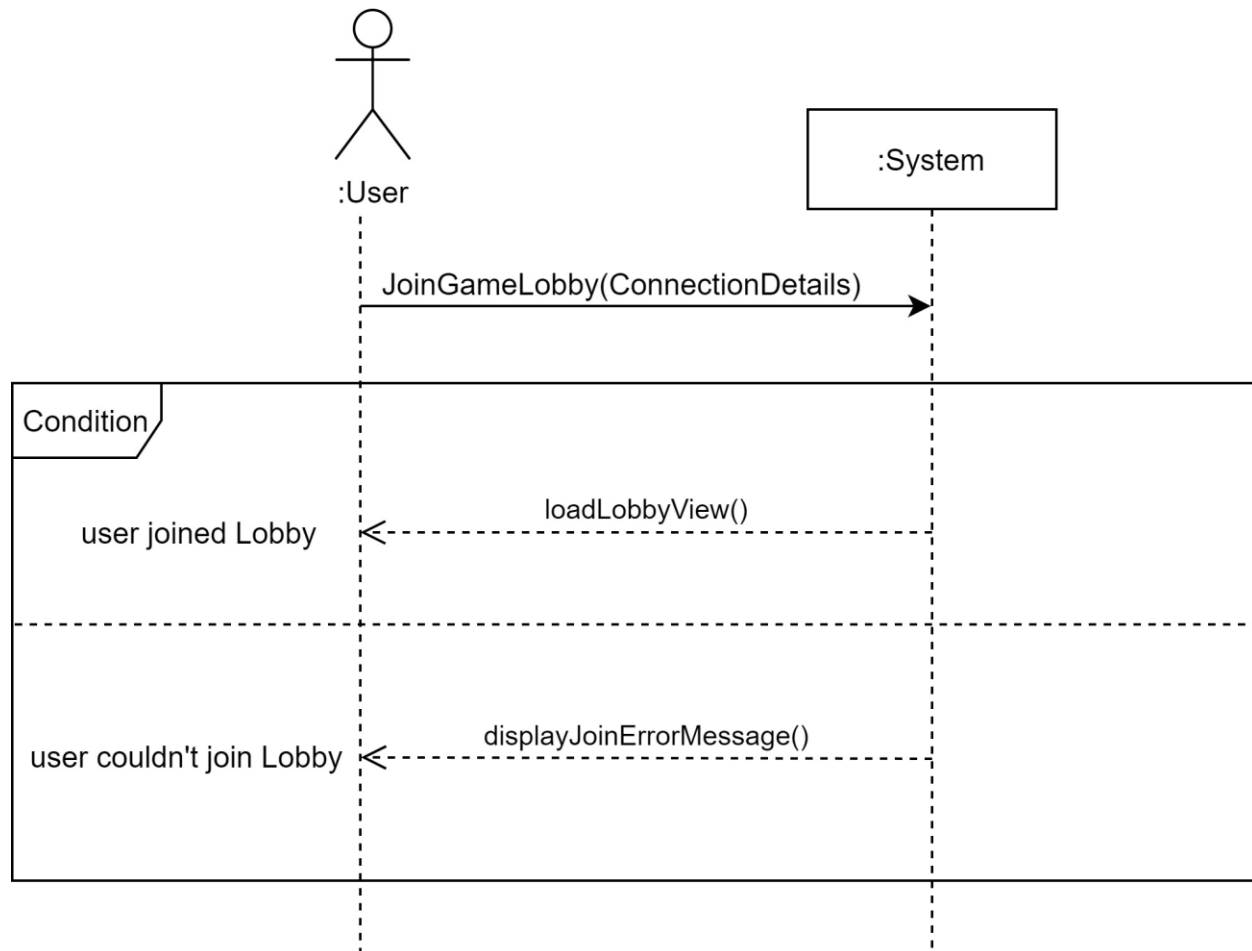 :User
:System
JoinGameLobby(ConnectionDetails)
Condition
loadLobbyView()
user joined Lobby
displayJoinErrorMessage()
user couldn't join Lobby